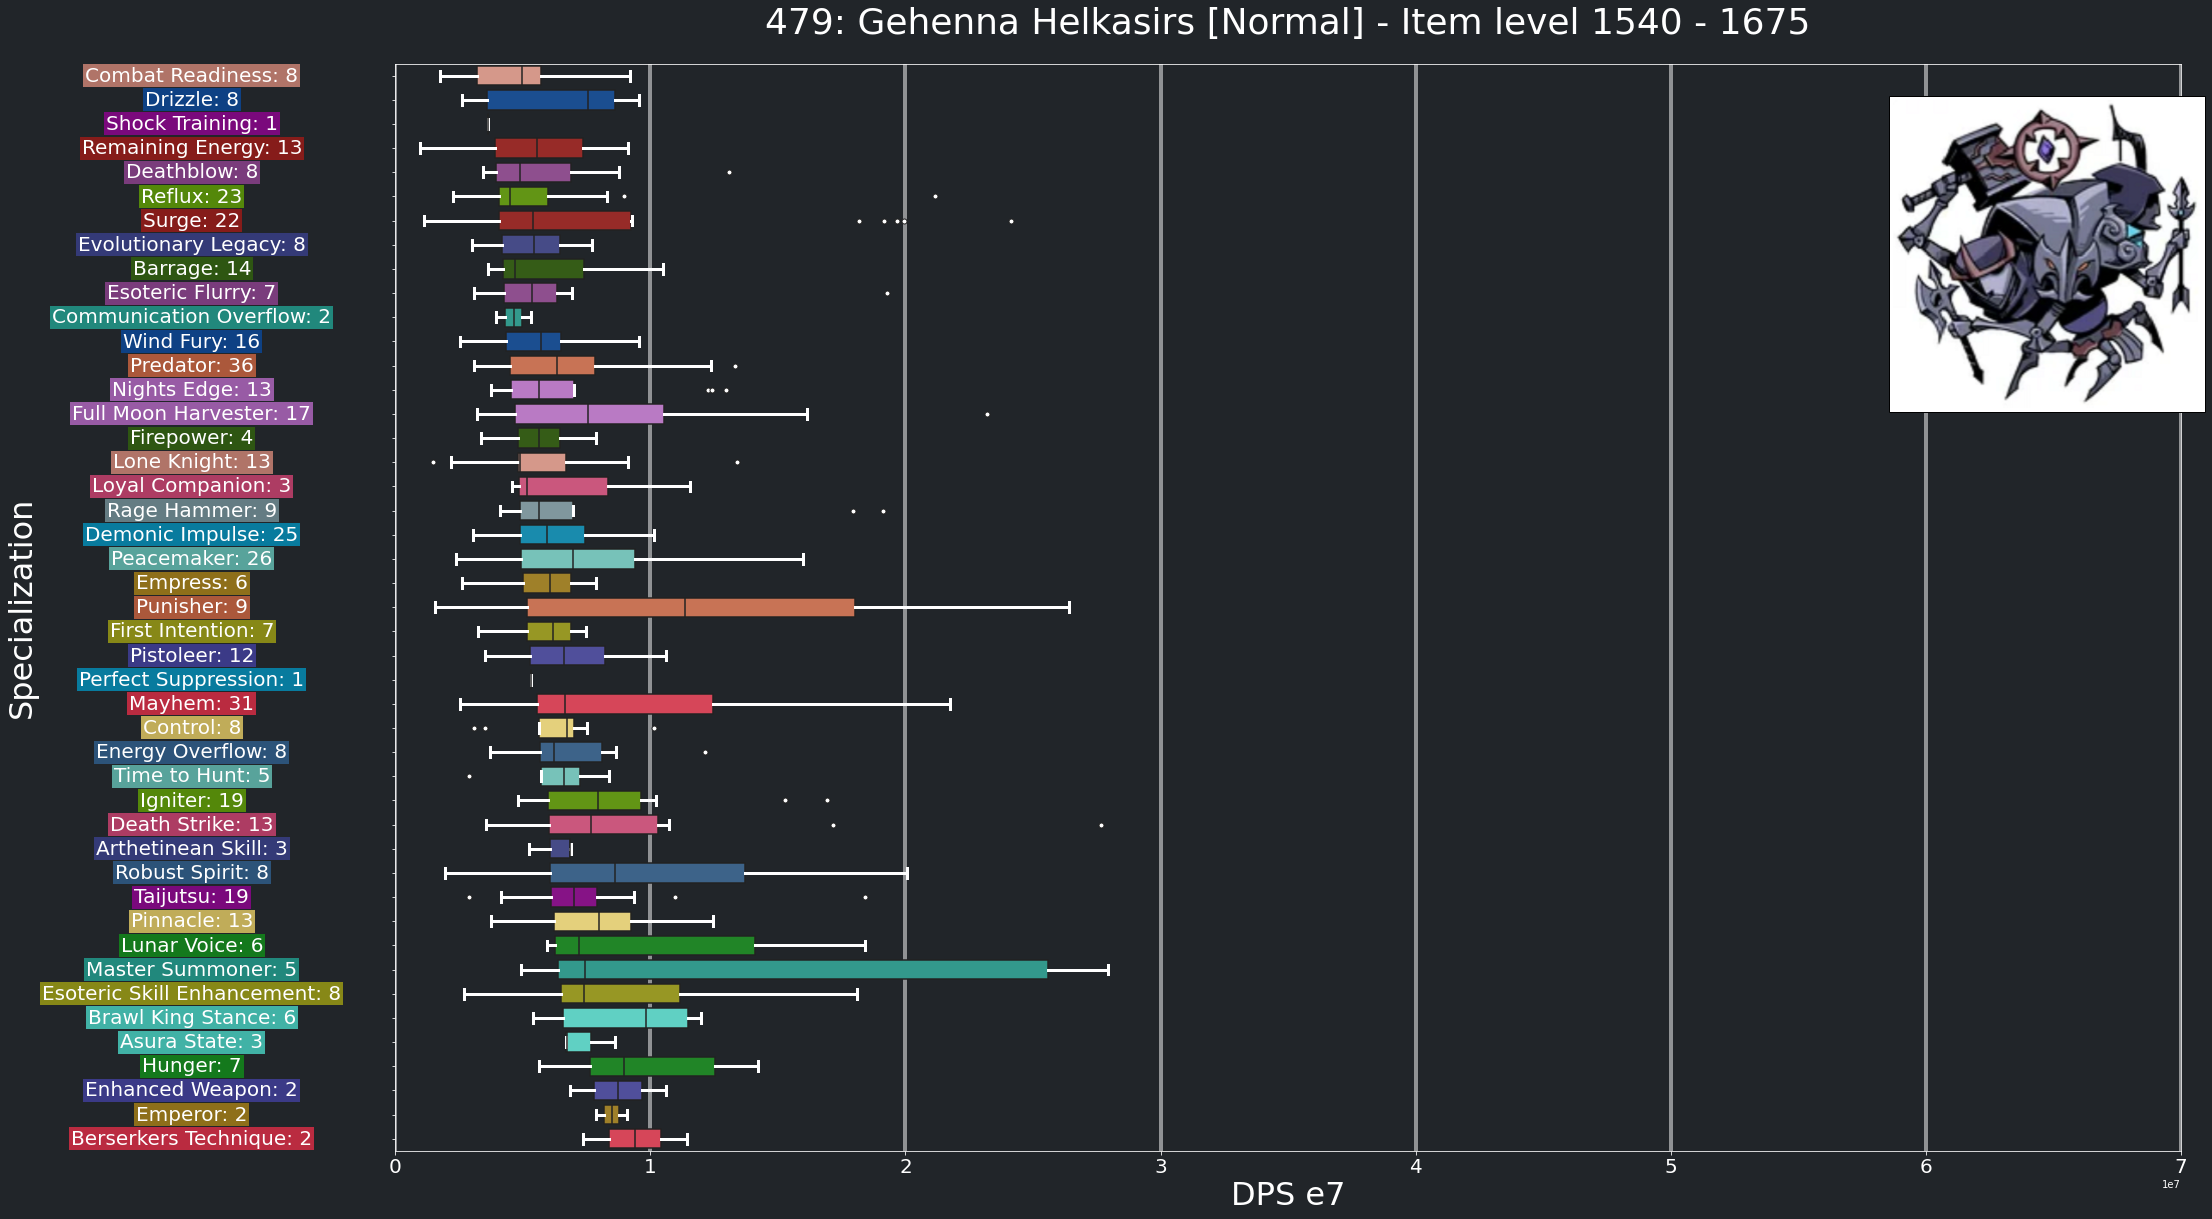 479: Gehenna Helkasirs [Normal] - Item level 1540 - 1675
Specialization
Combat Readiness: 8
Drizzle: 8
Shock Training: 1
Remaining Energy: 13
Deathblow: 8
Reflux: 23
Surge: 22
Evolutionary Legacy: 8
Barrage: 14
Esoteric Flurry: 7
Communication Overflow: 2
Wind Fury: 16
Predator: 36
Nights Edge: 13
Full Moon Harvester: 17
Firepower: 4
Lone Knight: 13
Loyal Companion: 3
Rage Hammer: 9
Demonic Impulse: 25
Peacemaker: 26
Empress: 6
Punisher: 9
First Intention: 7
Pistoleer: 12
Perfect Suppression: 1
Mayhem: 31
Control: 8
Energy Overflow: 8
Time to Hunt: 5
Igniter: 19
Death Strike: 13
Arthetinean Skill: 3
Robust Spirit: 8
Taijutsu: 19
Pinnacle: 13
Lunar Voice: 6
Master Summoner: 5
Esoteric Skill Enhancement: 8
Brawl King Stance: 6
Asura State: 3
Hunger: 7
Enhanced Weapon: 2
Emperor: 2
Berserkers Technique: 2
0 1 2 3 4 5 6 7
1e7
DPS e7